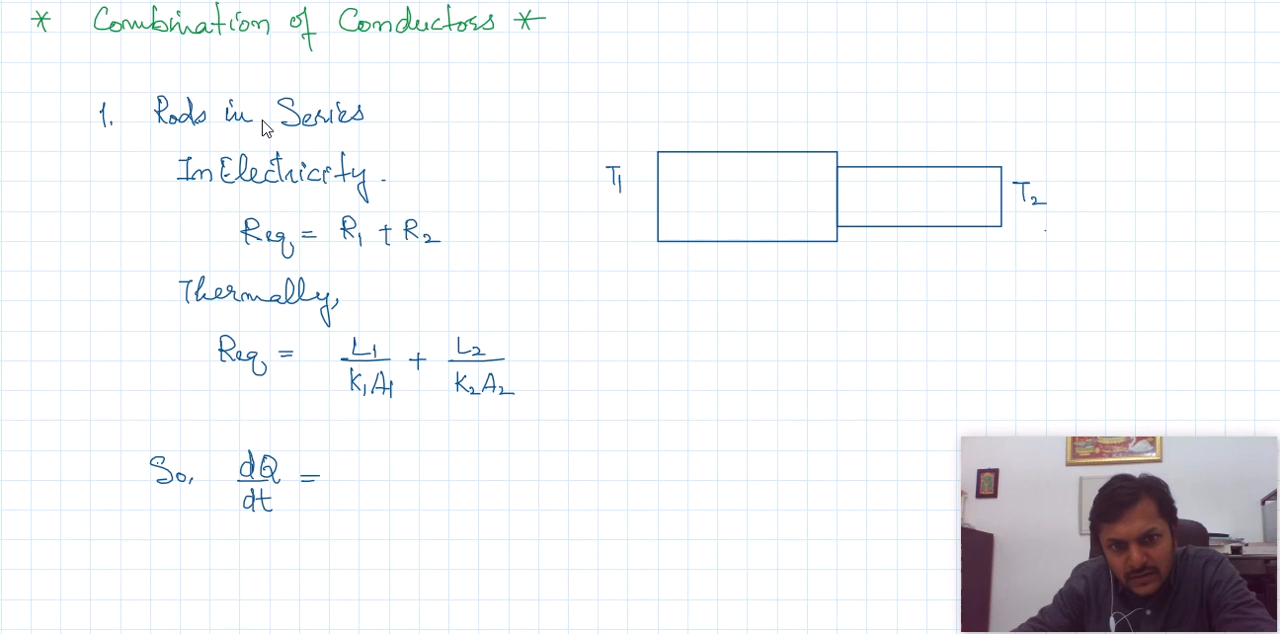 * Combination of Conductors *
1. Rods in Series
In Electricity.
Req = R₁ + R₂
Thermally,
Req = L₁/K₁A₁ + L₂/K₂A₂
So, dQ/dt =
T₁
T₂